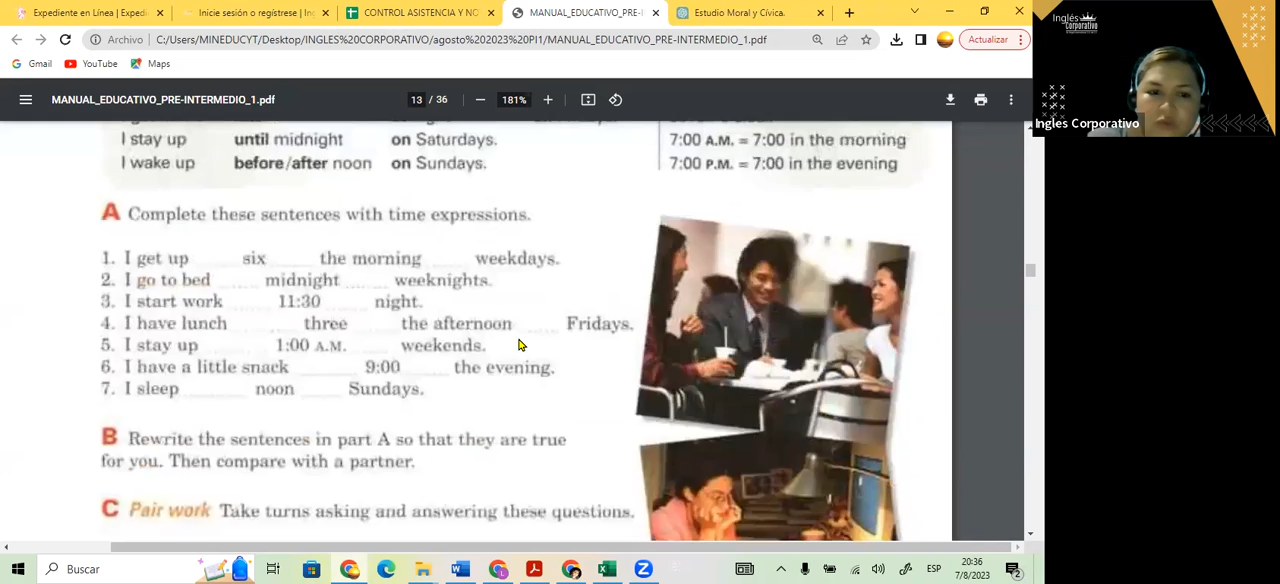 Expediente en Línea | Expedi
Inicie sesión o regístrese | Ing
CONTROL ASISTENCIA Y NO
MANUAL_EDUCATIVO_PRE-I
Estudio Moral y Cívica.
Archivo
C:/Users/MINEDUCYT/Desktop/INGLES%20CORPORATIVO/agosto%202023%20PI1/MANUAL_EDUCATIVO_PRE-INTERMEDIO_1.pdf
Actualizar
Gmail YouTube Maps
MANUAL_EDUCATIVO_PRE-INTERMEDIO_1.pdf
13 / 36
181%
Inglés
Corporativo
Ingles Corporativo
I stay up until midnight on Saturdays.
I wake up before/after noon on Sundays.
7:00 A.M. = 7:00 in the morning
7:00 P.M. = 7:00 in the evening
A Complete these sentences with time expressions.
1. I get up ...... six ...... the morning ...... weekdays.
2. I go to bed ...... midnight ...... weeknights.
3. I start work ...... 11:30 ...... night.
4. I have lunch ...... three ...... the afternoon ...... Fridays.
5. I stay up ...... 1:00 A.M. ...... weekends.
6. I have a little snack ...... 9:00 ...... the evening.
7. I sleep ...... noon ...... Sundays.
B Rewrite the sentences in part A so that they are true
for you. Then compare with a partner.
C Pair work Take turns asking and answering these questions.
Buscar
ESP
20:36
7/8/2023